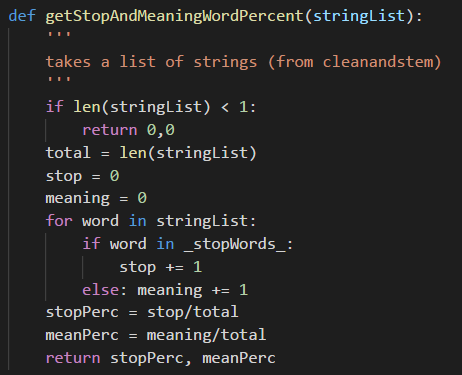 def getStopAndMeaningWordPercent(stringList):
    '''
    takes a list of strings (from cleanandstem)
    '''
    if len(stringList) < 1:
        return 0,0
    total = len(stringList)
    stop = 0
    meaning = 0
    for word in stringList:
        if word in _stopWords_:
            stop += 1
        else: meaning += 1
    stopPerc = stop/total
    meanPerc = meaning/total
    return stopPerc, meanPerc